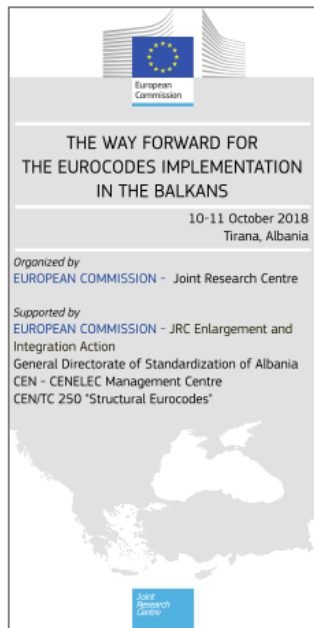 European
Commission
THE WAY FORWARD FOR
THE EUROCODES IMPLEMENTATION
IN THE BALKANS
10-11 October 2018
Tirana, Albania
Organized by
EUROPEAN COMMISSION - Joint Research Centre
Supported by
EUROPEAN COMMISSION - JRC Enlargement and
Integration Action
General Directorate of Standardization of Albania
CEN - CENELEC Management Centre
CEN/TC 250 "Structural Eurocodes"
Joint
Research
Centre